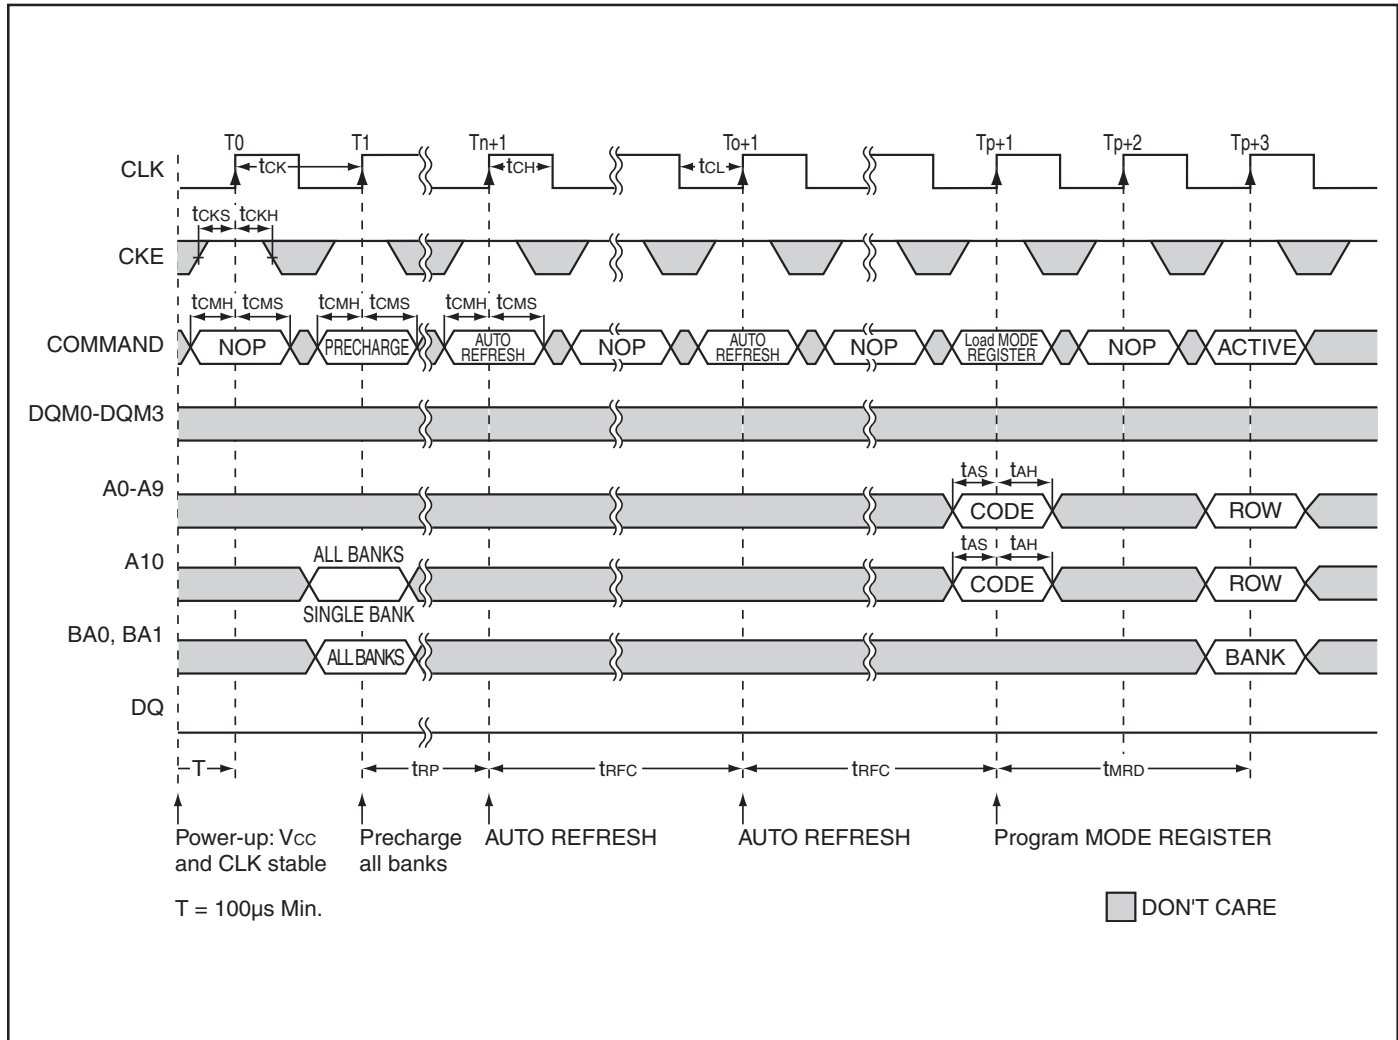 T0 T1 Tn+1 To+1 Tp+1 Tp+2 Tp+3
CLK tCK tCH tCL
tCKS tCKH
CKE
tCMH tCMS tCMH tCMS tCMH tCMS
COMMAND NOP PRECHARGE AUTO REFRESH NOP AUTO REFRESH NOP Load MODE REGISTER NOP ACTIVE
DQM0-DQM3
tAS tAH
A0-A9 CODE ROW
ALL BANKS tAS tAH
A10 CODE ROW
SINGLE BANK
BA0, BA1 ALL BANKS BANK
DQ
T tRP tRFC tRFC tMRD
Power-up: VCC
and CLK stable
Precharge
all banks
AUTO REFRESH
AUTO REFRESH
Program MODE REGISTER
T = 100µs Min.
DON'T CARE